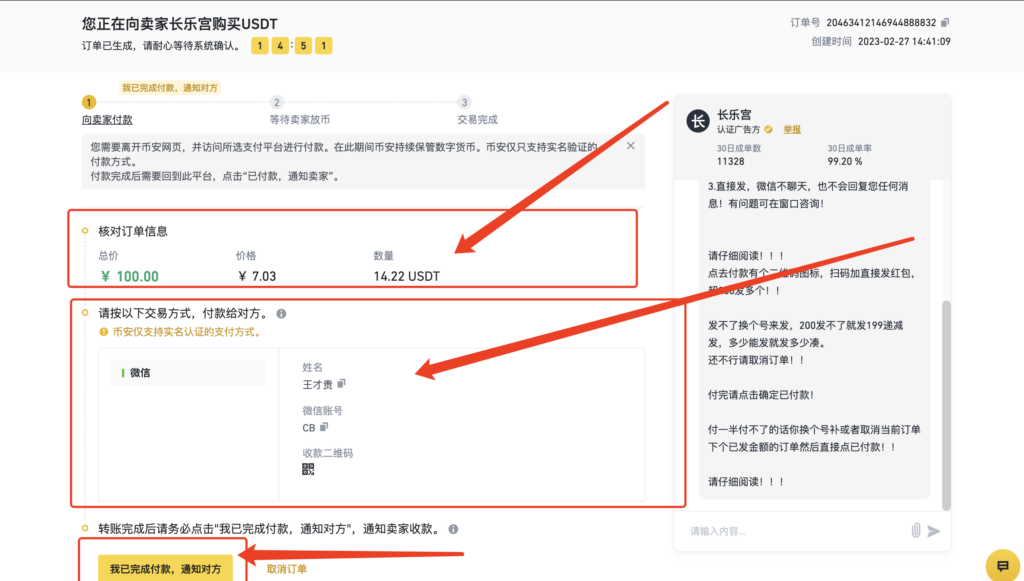 您正在向卖家长乐宫购买USDT
订单已生成，请耐心等待系统确认。 1 4 : 5 1
订单号 20463412146944888832
创建时间 2023-02-27 14:41:09
我已完成付款，通知对方
1 2 3
向卖家付款 等待卖家放币 交易完成
您需要离开币安网页，并访问所选支付平台进行付款。在此期间币安持续保管数字货币。币安仅只支持实名验证的
付款方式。
付款完成后需要回到此平台，点击“已付款，通知卖家”。
核对订单信息
总价 价格 数量
¥ 100.00 ¥ 7.03 14.22 USDT
请按以下交易方式，付款给对方。
币安仅支持实名认证的支付方式。
微信
姓名
王才贵
微信账号
CB
收款二维码
转账完成后请务必点击"我已完成付款，通知对方"，通知卖家收款。
我已完成付款，通知对方 取消订单
长 长乐宫
认证广告方 举报
30日成单数 30日成单率
11328 99.20 %
3.直接发，微信不聊天，也不会回复您任何消
息！有问题可在窗口咨询！
请仔细阅读！！！
点去付款有个二维码图标，扫码加直接发红包，
发多个！！
发不了换个号来发，200发不了就发199递减
发，多少能发就发多少凑。
还不行请取消订单！！
付完请点击确定已付款！
付一半付不了的话你换个号补或者取消当前订单
下个已发金额的订单然后直接点已付款！！
请仔细阅读！！！
请输入内容...